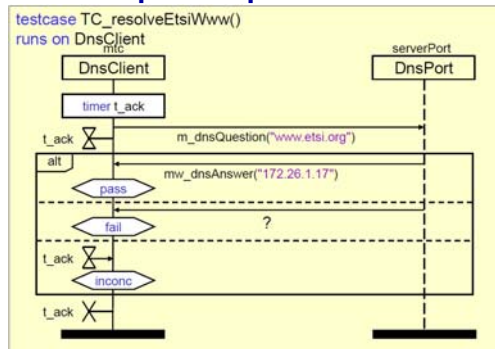 testcase TC_resolveEtsiWww()
runs on DnsClient
mtc
serverPort
DnsClient
DnsPort
timer t_ack
t_ack
m_dnsQuestion("www.etsi.org")
alt
mw_dnsAnswer("172.26.1.17")
pass
?
fail
t_ack
inconc
t_ack